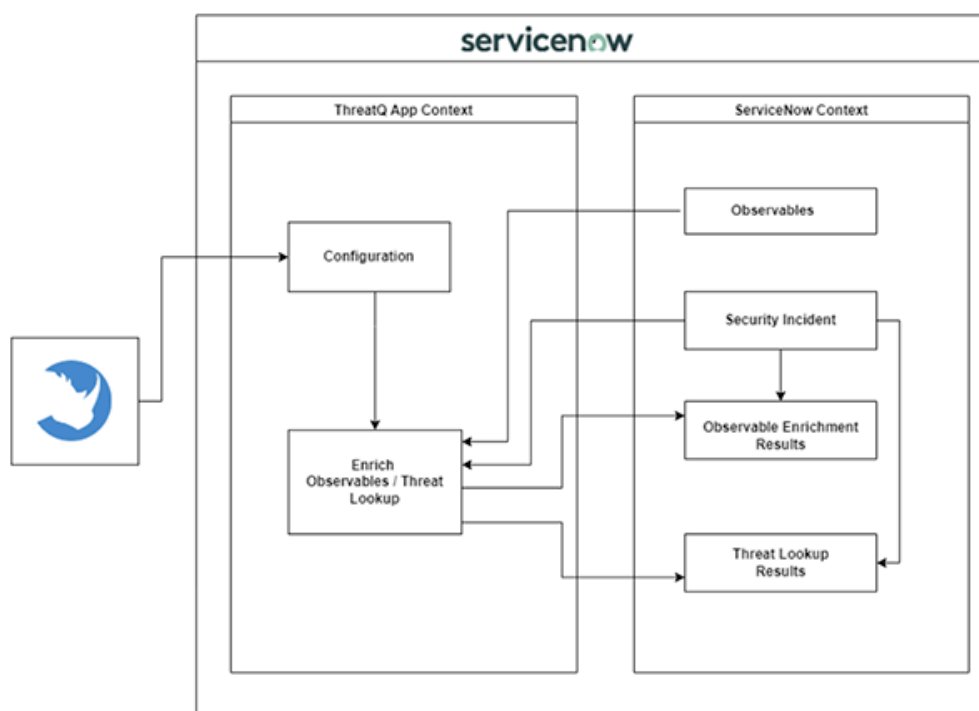 servicenow
ThreatQ App Context
ServiceNow Context
Observables
Configuration
Security Incident
Observable Enrichment
Results
Enrich
Observables / Threat
Lookup
Threat Lookup
Results